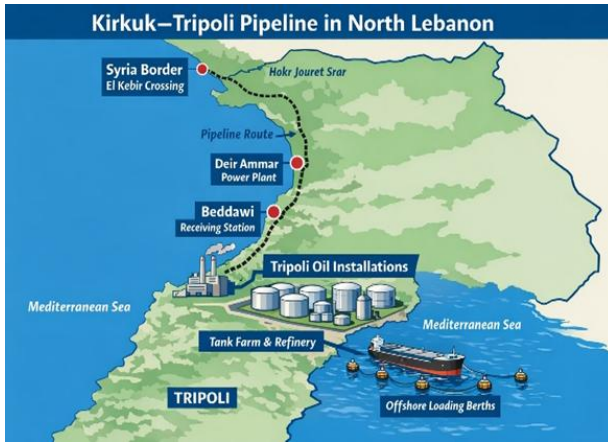 Kirkuk–Tripoli Pipeline in North Lebanon
Syria Border
El Kebir Crossing
Hokr Jouret Srar
Pipeline Route
Deir Ammar
Power Plant
Beddawi
Receiving Station
Tripoli Oil Installations
Mediterranean Sea
Mediterranean Sea
Tank Farm & Refinery
TRIPOLI
Offshore Loading Berths